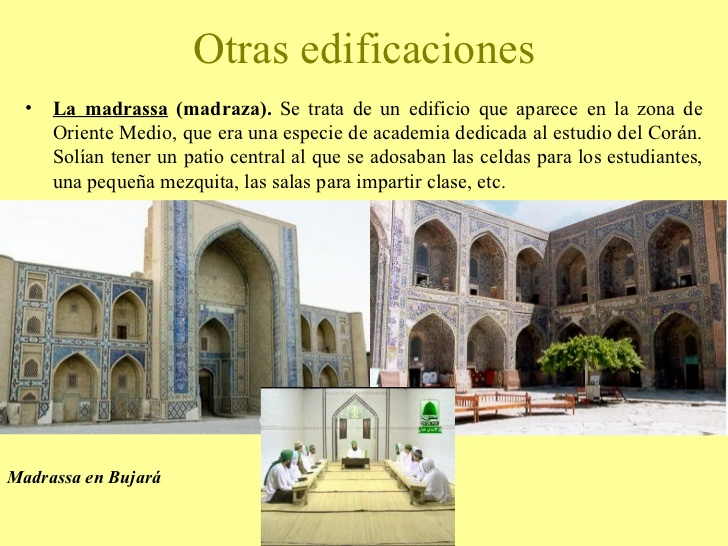 Otras edificaciones
• La madrassa (madraza). Se trata de un edificio que aparece en la zona de
Oriente Medio, que era una especie de academia dedicada al estudio del Corán.
Solían tener un patio central al que se adosaban las celdas para los estudiantes,
una pequeña mezquita, las salas para impartir clase, etc.
Madrassa en Bujará